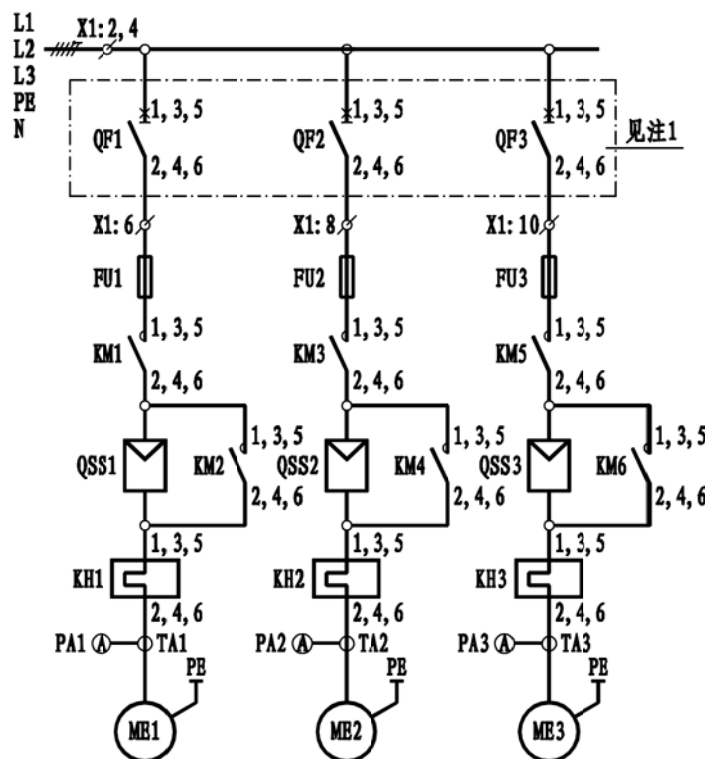 L1
L2
L3
PE
N
X1:2,4
1,3,5
1,3,5
1,3,5
QF1
QF2
QF3
见注1
2,4,6
2,4,6
2,4,6
X1:6
X1:8
X1:10
FU1
FU2
FU3
1,3,5
1,3,5
1,3,5
KM1
KM3
KM5
2,4,6
2,4,6
2,4,6
1,3,5
1,3,5
1,3,5
QSS1
KM2
QSS2
KM4
QSS3
KM6
2,4,6
2,4,6
2,4,6
1,3,5
1,3,5
1,3,5
KH1
KH2
KH3
2,4,6
2,4,6
2,4,6
PA1 A TA1
PA2 A TA2
PA3 A TA3
PE
PE
PE
ME1
ME2
ME3